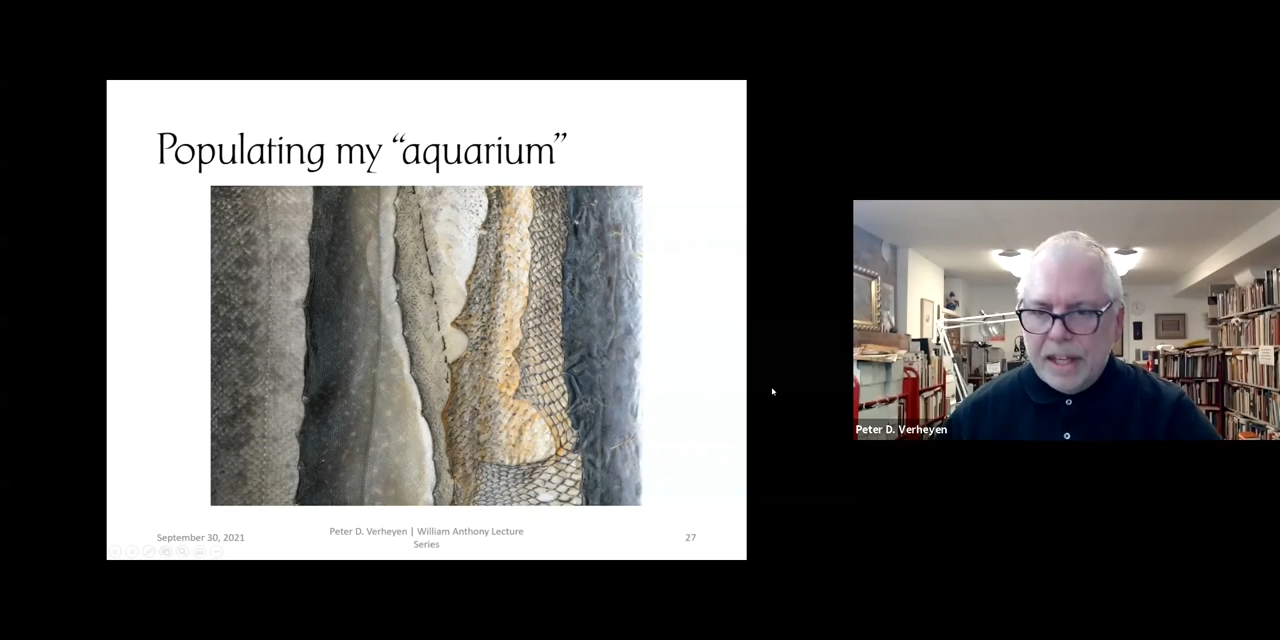 Populating my “aquarium”
September 30, 2021
Peter D. Verheyen | William Anthony Lecture
Series
27
Peter D. Verheyen